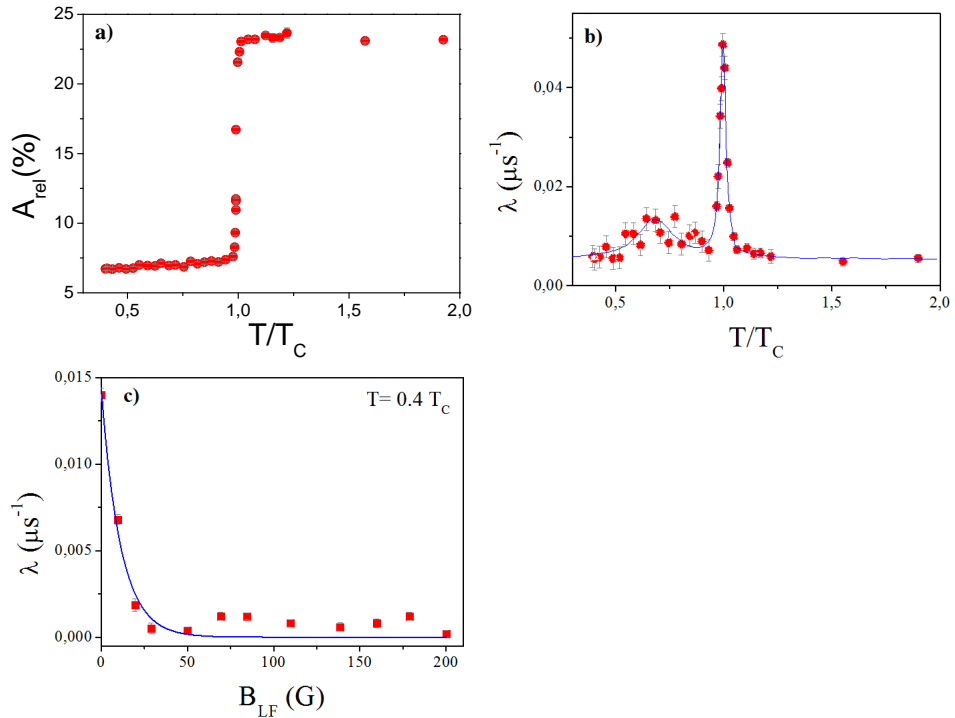 a)
A_rel(%)
25
20
15
10
5
0,5 1,0 1,5 2,0
T/T_C
b)
λ (μs⁻¹)
0,04
0,02
0,00
0,5 1,0 1,5 2,0
T/T_C
c)
T= 0.4 T_C
λ (μs⁻¹)
0,015
0,010
0,005
0,000
0 50 100 150 200
B_LF (G)